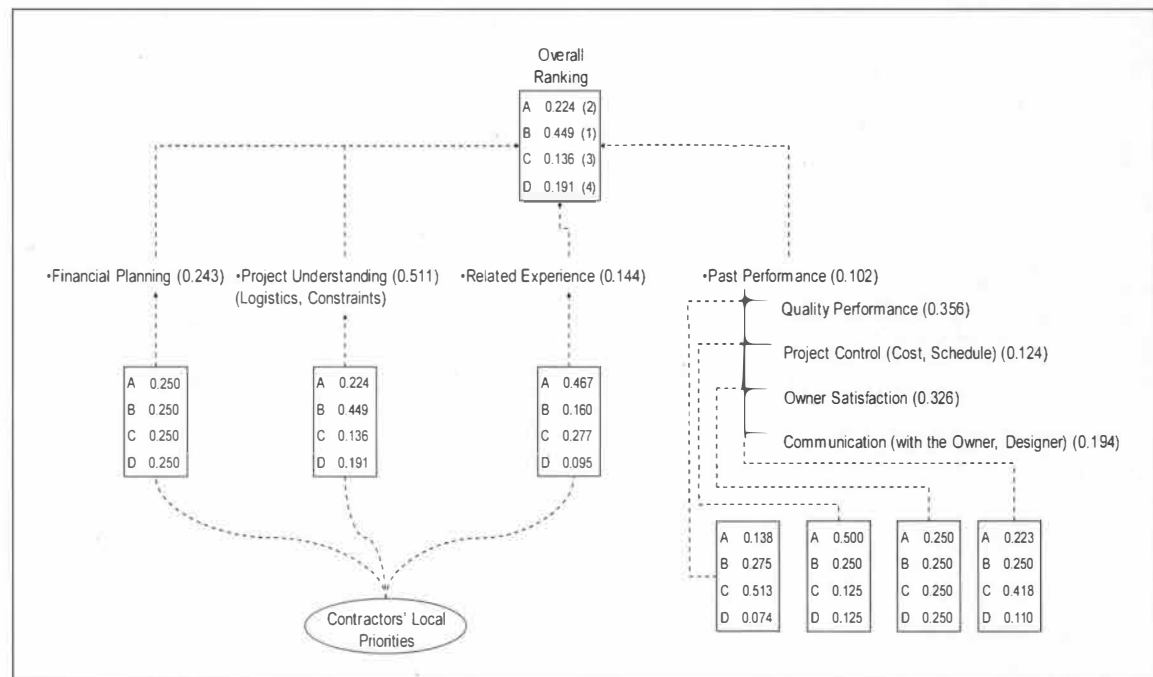 Overall
Ranking
A 0.224 (2)
B 0.449 (1)
C 0.136 (3)
D 0.191 (4)
•Financial Planning (0.243)
•Project Understanding (0.511)
(Logistics, Constraints)
•Related Experience (0.144)
•Past Performance (0.102)
Quality Performance (0.356)
Project Control (Cost, Schedule) (0.124)
Owner Satisfaction (0.326)
Communication (with the Owner, Designer) (0.194)
A 0.250
B 0.250
C 0.250
D 0.250
A 0.224
B 0.449
C 0.136
D 0.191
A 0.467
B 0.160
C 0.277
D 0.095
A 0.138
B 0.275
C 0.513
D 0.074
A 0.500
B 0.250
C 0.125
D 0.125
A 0.250
B 0.250
C 0.250
D 0.250
A 0.223
B 0.250
C 0.418
D 0.110
Contractors' Local
Priorities